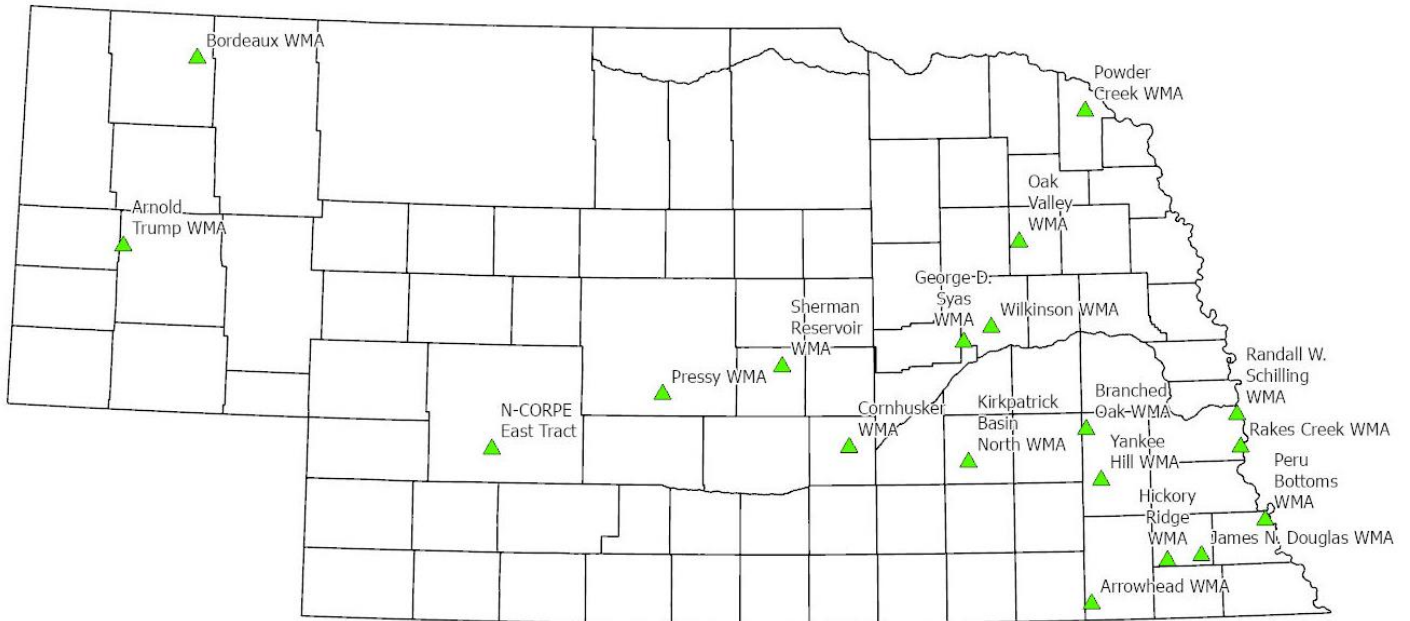 Bordeaux WMA
Powder
Creek WMA
Arnold
Trump WMA
Oak
Valley
WMA
George D.
Syas
WMA
Wilkinson WMA
Sherman
Reservoir
WMA
Pressy WMA
N-CORPE
East Tract
Cornhusker
WMA
Kirkpatrick
Basin
North WMA
Branched
Oak WMA
Randall W.
Schilling
WMA
Rakes Creek WMA
Yankee
Hill WMA
Peru
Bottoms
WMA
Hickory
Ridge
WMA
James N. Douglas WMA
Arrowhead WMA